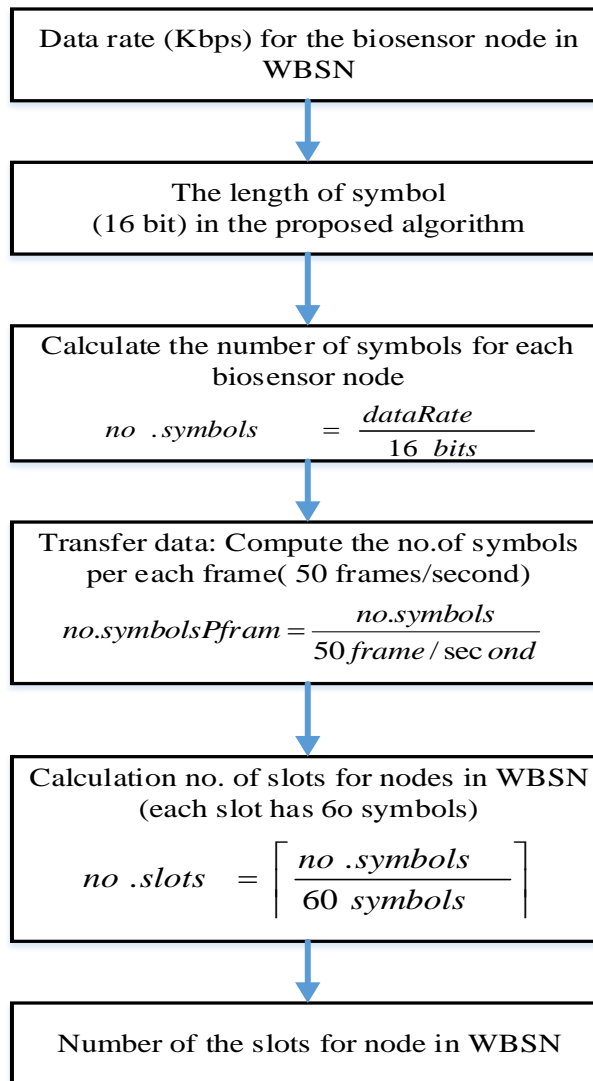 Data rate (Kbps) for the biosensor node in
WBSN
The length of symbol
(16 bit) in the proposed algorithm
Calculate the number of symbols for each
biosensor node
no .symbols = dataRate / 16 bits
Transfer data: Compute the no.of symbols
per each frame( 50 frames/second)
no.symbolsPfram = no.symbols / 50 frame / sec ond
Calculation no. of slots for nodes in WBSN
(each slot has 6o symbols)
no .slots = ⌈ no .symbols / 60 symbols ⌉
Number of the slots for node in WBSN